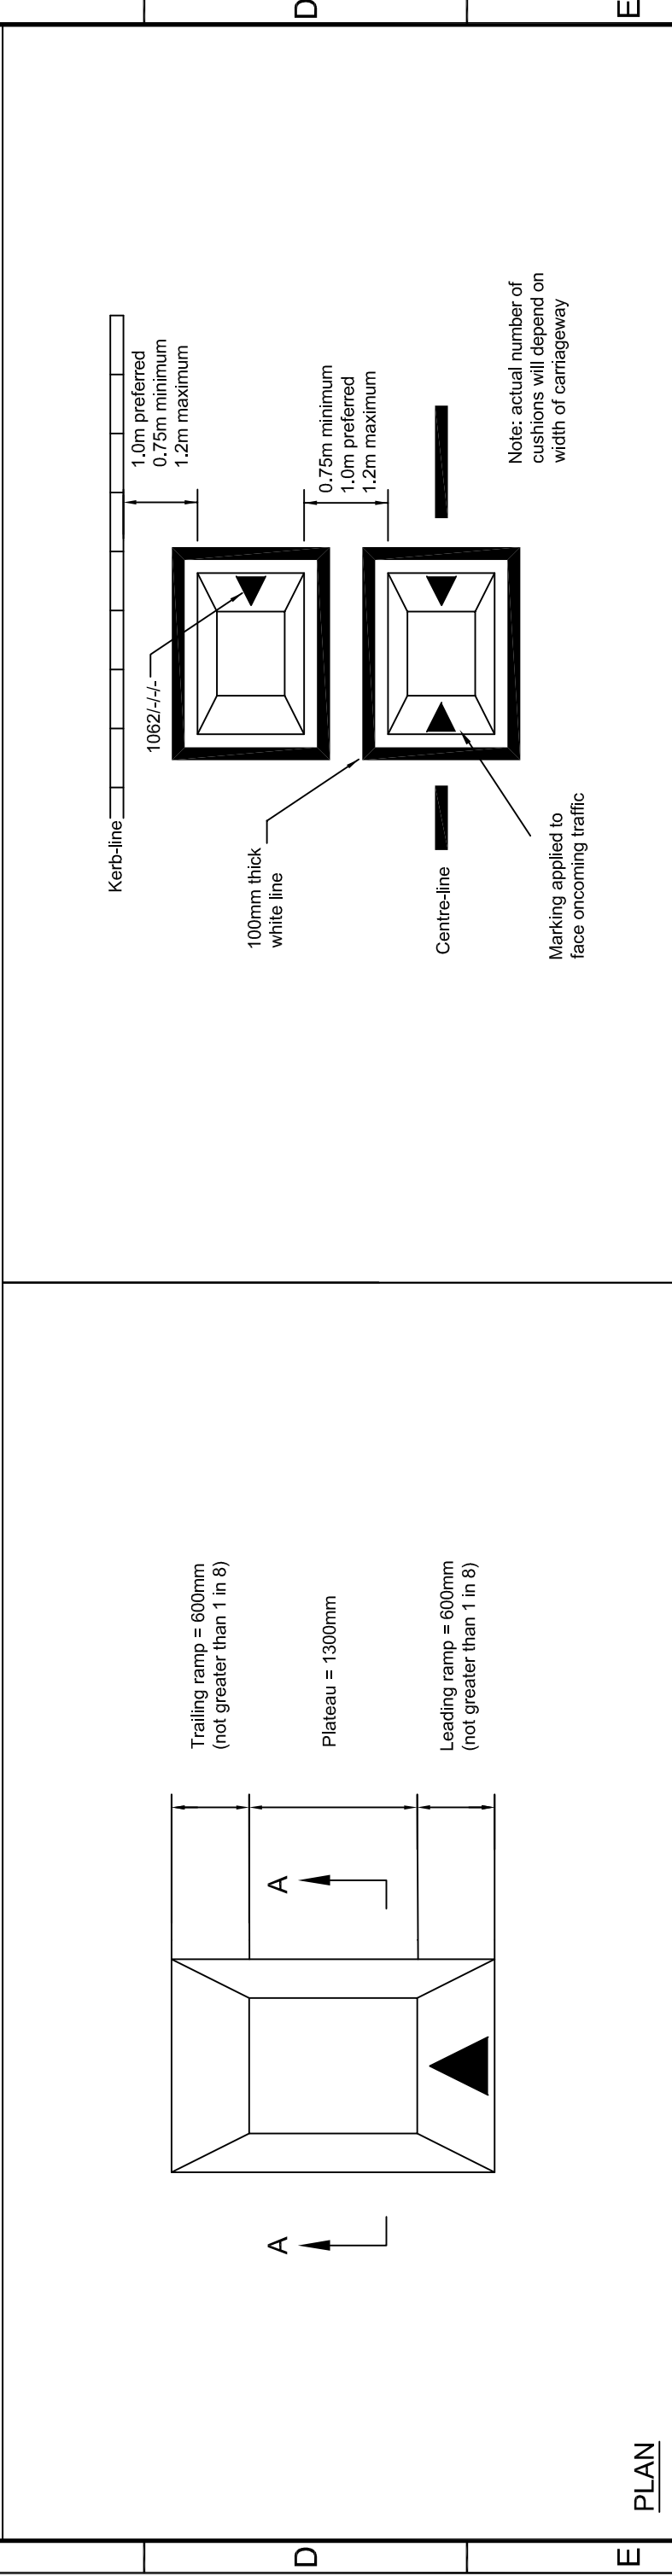 D
E
Kerb-line
1062/-/-/-
1.0m preferred
0.75m minimum
1.2m maximum
100mm thick
white line
0.75m minimum
1.0m preferred
1.2m maximum
Centre-line
Note: actual number of
cushions will depend on
width of carriageway
Marking applied to
face oncoming traffic
Trailing ramp = 600mm
(not greater than 1 in 8)
Plateau = 1300mm
Leading ramp = 600mm
(not greater than 1 in 8)
A
A
PLAN
D
E